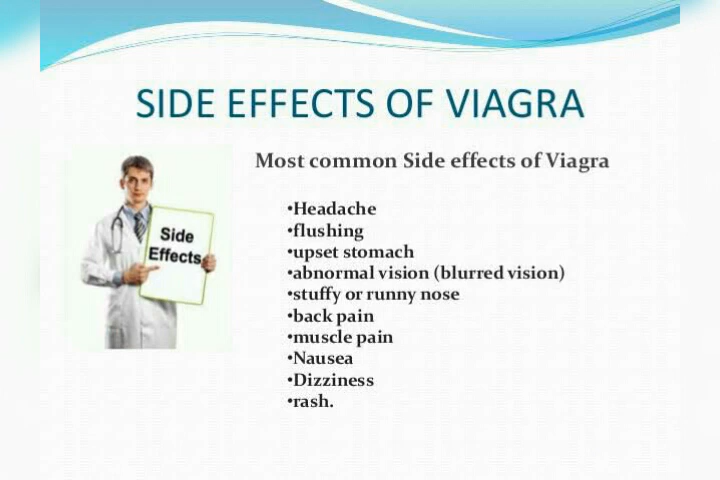 SIDE EFFECTS OF VIAGRA
Most common Side effects of Viagra
•Headache
•flushing
•upset stomach
•abnormal vision (blurred vision)
•stuffy or runny nose
•back pain
•muscle pain
•Nausea
•Dizziness
•rash.
Side
Effects